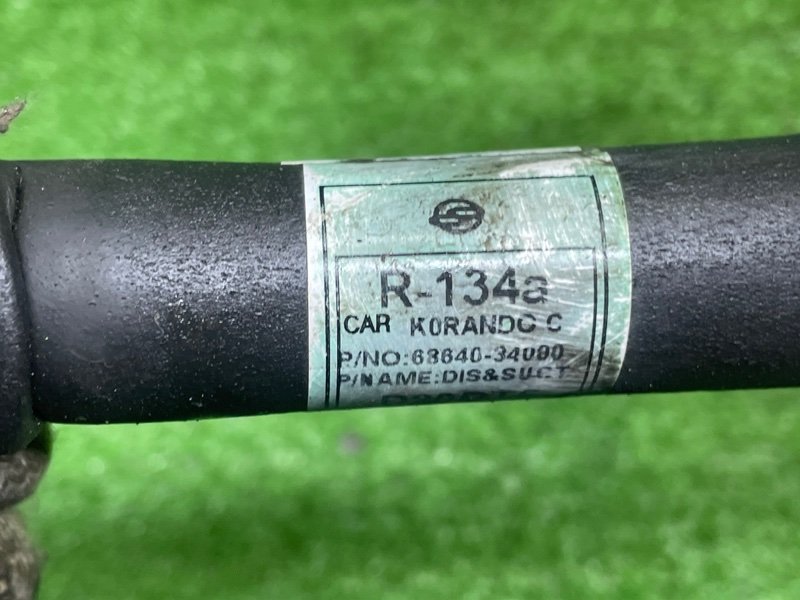 R-134a
CAR KORANDO C
P/NO:68640-34090
P/NAME:DIS&SUCT